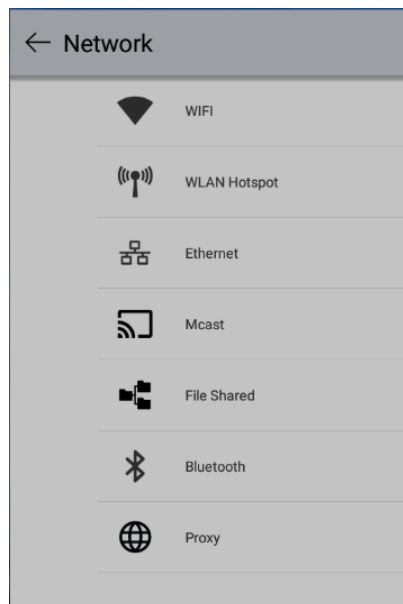 Network
WIFI
WLAN Hotspot
Ethernet
Mcast
File Shared
Bluetooth
Proxy